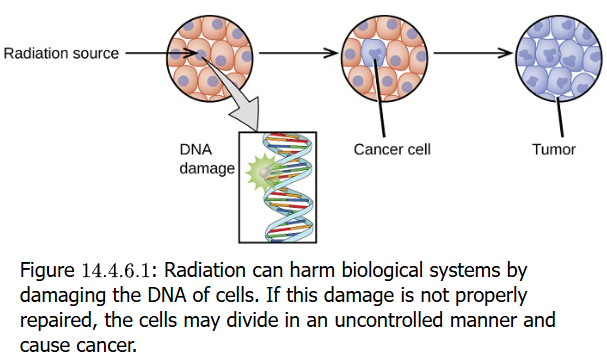 Radiation source
DNA
damage
Cancer cell
Tumor
Figure 14.4.6.1: Radiation can harm biological systems by
damaging the DNA of cells. If this damage is not properly
repaired, the cells may divide in an uncontrolled manner and
cause cancer.